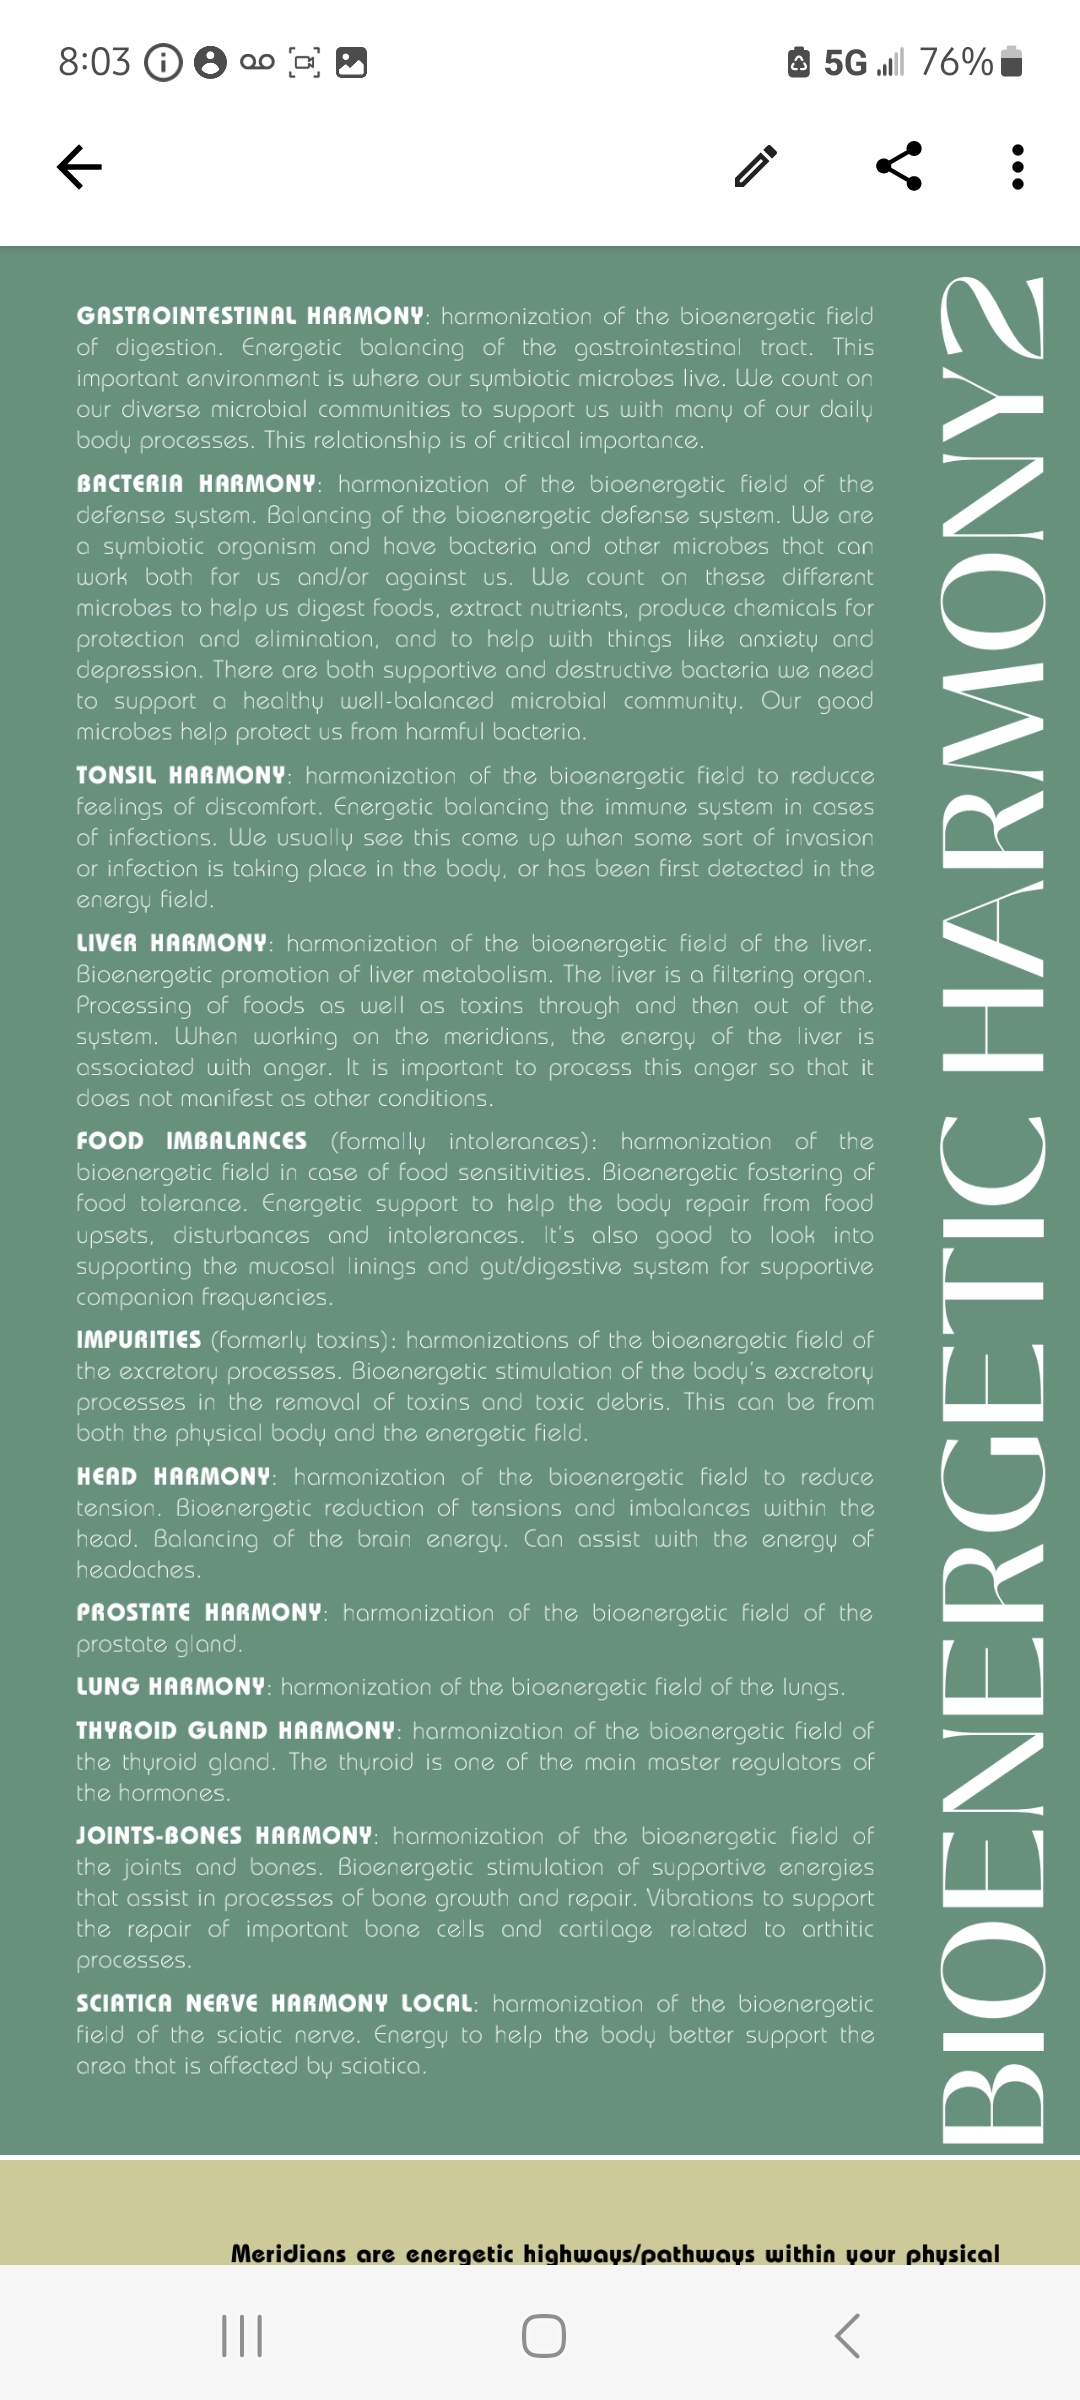 8:03
5G
76%
GASTROINTESTINAL HARMONY: harmonization of the bioenergetic field
of digestion. Energetic balancing of the gastrointestinal tract. This
important environment is where our symbiotic microbes live. We count on
our diverse microbial communities to support us with many of our daily
body processes. This relationship is of critical importance.
BACTERIA HARMONY: harmonization of the bioenergetic field of the
defense system. Balancing of the bioenergetic defense system. We are
a symbiotic organism and have bacteria and other microbes that can
work both for us and/or against us. We count on these different
microbes to help us digest foods, extract nutrients, produce chemicals for
protection and elimination, and to help with things like anxiety and
depression. There are both supportive and destructive bacteria we need
to support a healthy well-balanced microbial community. Our good
microbes help protect us from harmful bacteria.
TONSIL HARMONY: harmonization of the bioenergetic field to reducce
feelings of discomfort. Energetic balancing the immune system in cases
of infections. We usually see this come up when some sort of invasion
or infection is taking place in the body, or has been first detected in the
energy field.
LIVER HARMONY: harmonization of the bioenergetic field of the liver.
Bioenergetic promotion of liver metabolism. The liver is a filtering organ.
Processing of foods as well as toxins through and then out of the
system. When working on the meridians, the energy of the liver is
associated with anger. It is important to process this anger so that it
does not manifest as other conditions.
FOOD IMBALANCES (formally intolerances): harmonization of the
bioenergetic field in case of food sensitivities. Bioenergetic fostering of
food tolerance. Energetic support to help the body repair from food
upsets, disturbances and intolerances. It's also good to look into
supporting the mucosal linings and gut/digestive system for supportive
companion frequencies.
IMPURITIES (formerly toxins): harmonizations of the bioenergetic field of
the excretory processes. Bioenergetic stimulation of the body's excretory
processes in the removal of toxins and toxic debris. This can be from
both the physical body and the energetic field.
HEAD HARMONY: harmonization of the bioenergetic field to reduce
tension. Bioenergetic reduction of tensions and imbalances within the
head. Balancing of the brain energy. Can assist with the energy of
headaches.
PROSTATE HARMONY: harmonization of the bioenergetic field of the
prostate gland.
LUNG HARMONY: harmonization of the bioenergetic field of the lungs.
THYROID GLAND HARMONY: harmonization of the bioenergetic field of
the thyroid gland. The thyroid is one of the main master regulators of
the hormones.
JOINTS-BONES HARMONY: harmonization of the bioenergetic field of
the joints and bones. Bioenergetic stimulation of supportive energies
that assist in processes of bone growth and repair. Vibrations to support
the repair of important bone cells and cartilage related to arthitic
processes.
SCIATICA NERVE HARMONY LOCAL: harmonization of the bioenergetic
field of the sciatic nerve. Energy to help the body better support the
area that is affected by sciatica.
BIOENERGETIC HARMONY2
Meridians are energetic highways/pathways within your physical